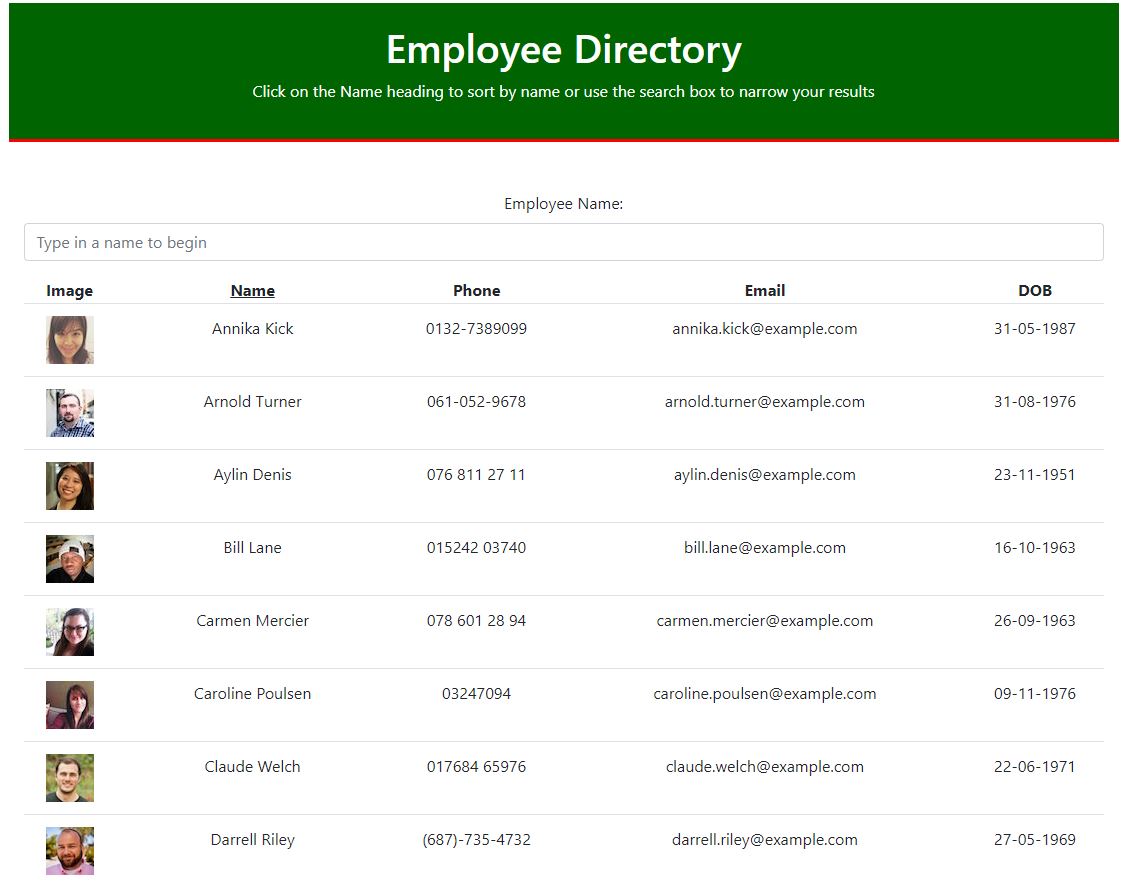 Employee Directory
Click on the Name heading to sort by name or use the search box to narrow your results
Employee Name:
Type in a name to begin
Image Name Phone Email DOB
Annika Kick 0132-7389099 annika.kick@example.com 31-05-1987
Arnold Turner 061-052-9678 arnold.turner@example.com 31-08-1976
Aylin Denis 076 811 27 11 aylin.denis@example.com 23-11-1951
Bill Lane 015242 03740 bill.lane@example.com 16-10-1963
Carmen Mercier 078 601 28 94 carmen.mercier@example.com 26-09-1963
Caroline Poulsen 03247094 caroline.poulsen@example.com 09-11-1976
Claude Welch 017684 65976 claude.welch@example.com 22-06-1971
Darrell Riley (687)-735-4732 darrell.riley@example.com 27-05-1969